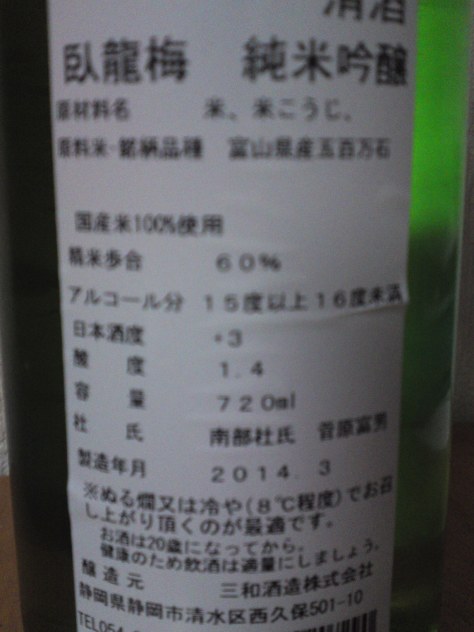 清酒
臥龍梅 純米吟醸
原材料名 米、米こうじ、
原料米・銘柄品種 富山県産五百万石
国産米100%使用
精米歩合 60%
アルコール分 15度以上16度未満
日本酒度 +3
酸度 1.4
容量 720ml
杜氏 南部杜氏 菅原富男
製造年月 2014.3
※ぬる燗又は冷や(8℃程度)でお召
し上がり頂くのが最適です。
お酒は20歳になってから。
健康のため飲酒は適量にしましょう。
醸造元 三和酒造株式会社
静岡県静岡市清水区西久保501-10
TEL054